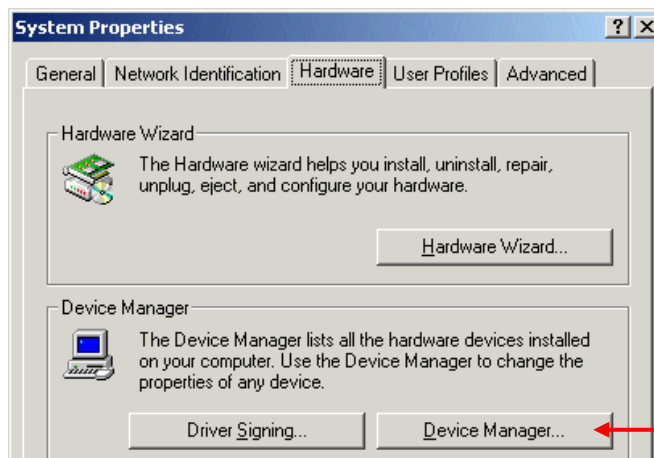 System Properties
General Network Identification Hardware User Profiles Advanced
Hardware Wizard
The Hardware wizard helps you install, uninstall, repair,
unplug, eject, and configure your hardware.
Hardware Wizard...
Device Manager
The Device Manager lists all the hardware devices installed
on your computer. Use the Device Manager to change the
properties of any device.
Driver Signing... Device Manager...